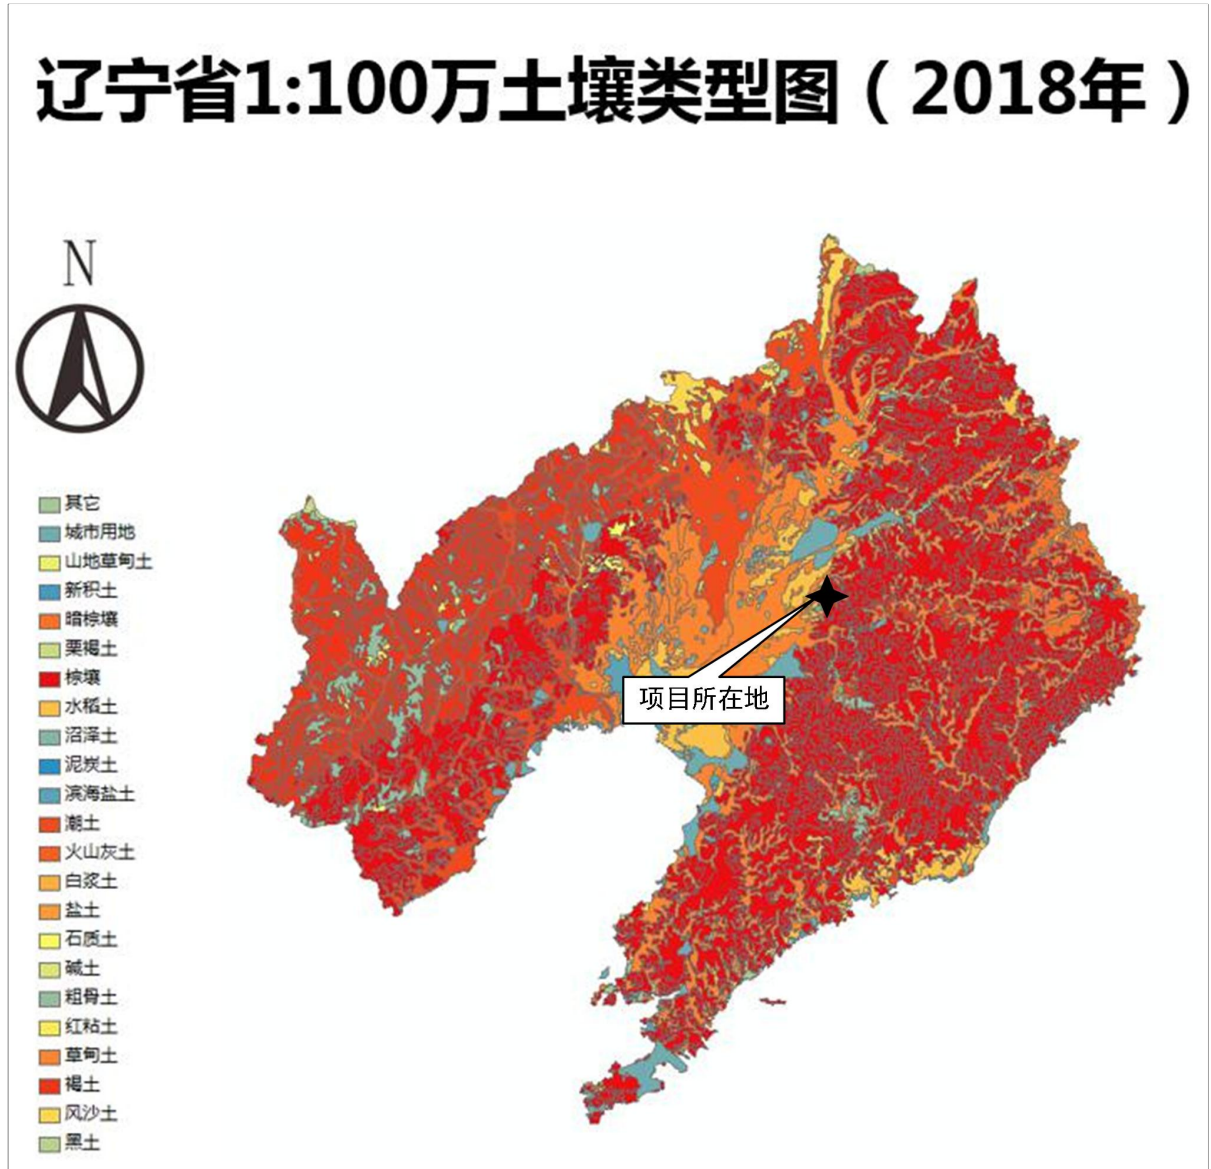 辽宁省1:100万土壤类型图（2018年）
N
其它
城市用地
山地草甸土
新积土
暗棕壤
栗褐土
棕壤
水稻土
沼泽土
泥炭土
滨海盐土
潮土
火山灰土
白浆土
盐土
石质土
碱土
粗骨土
红粘土
草甸土
褐土
风沙土
黑土
项目所在地